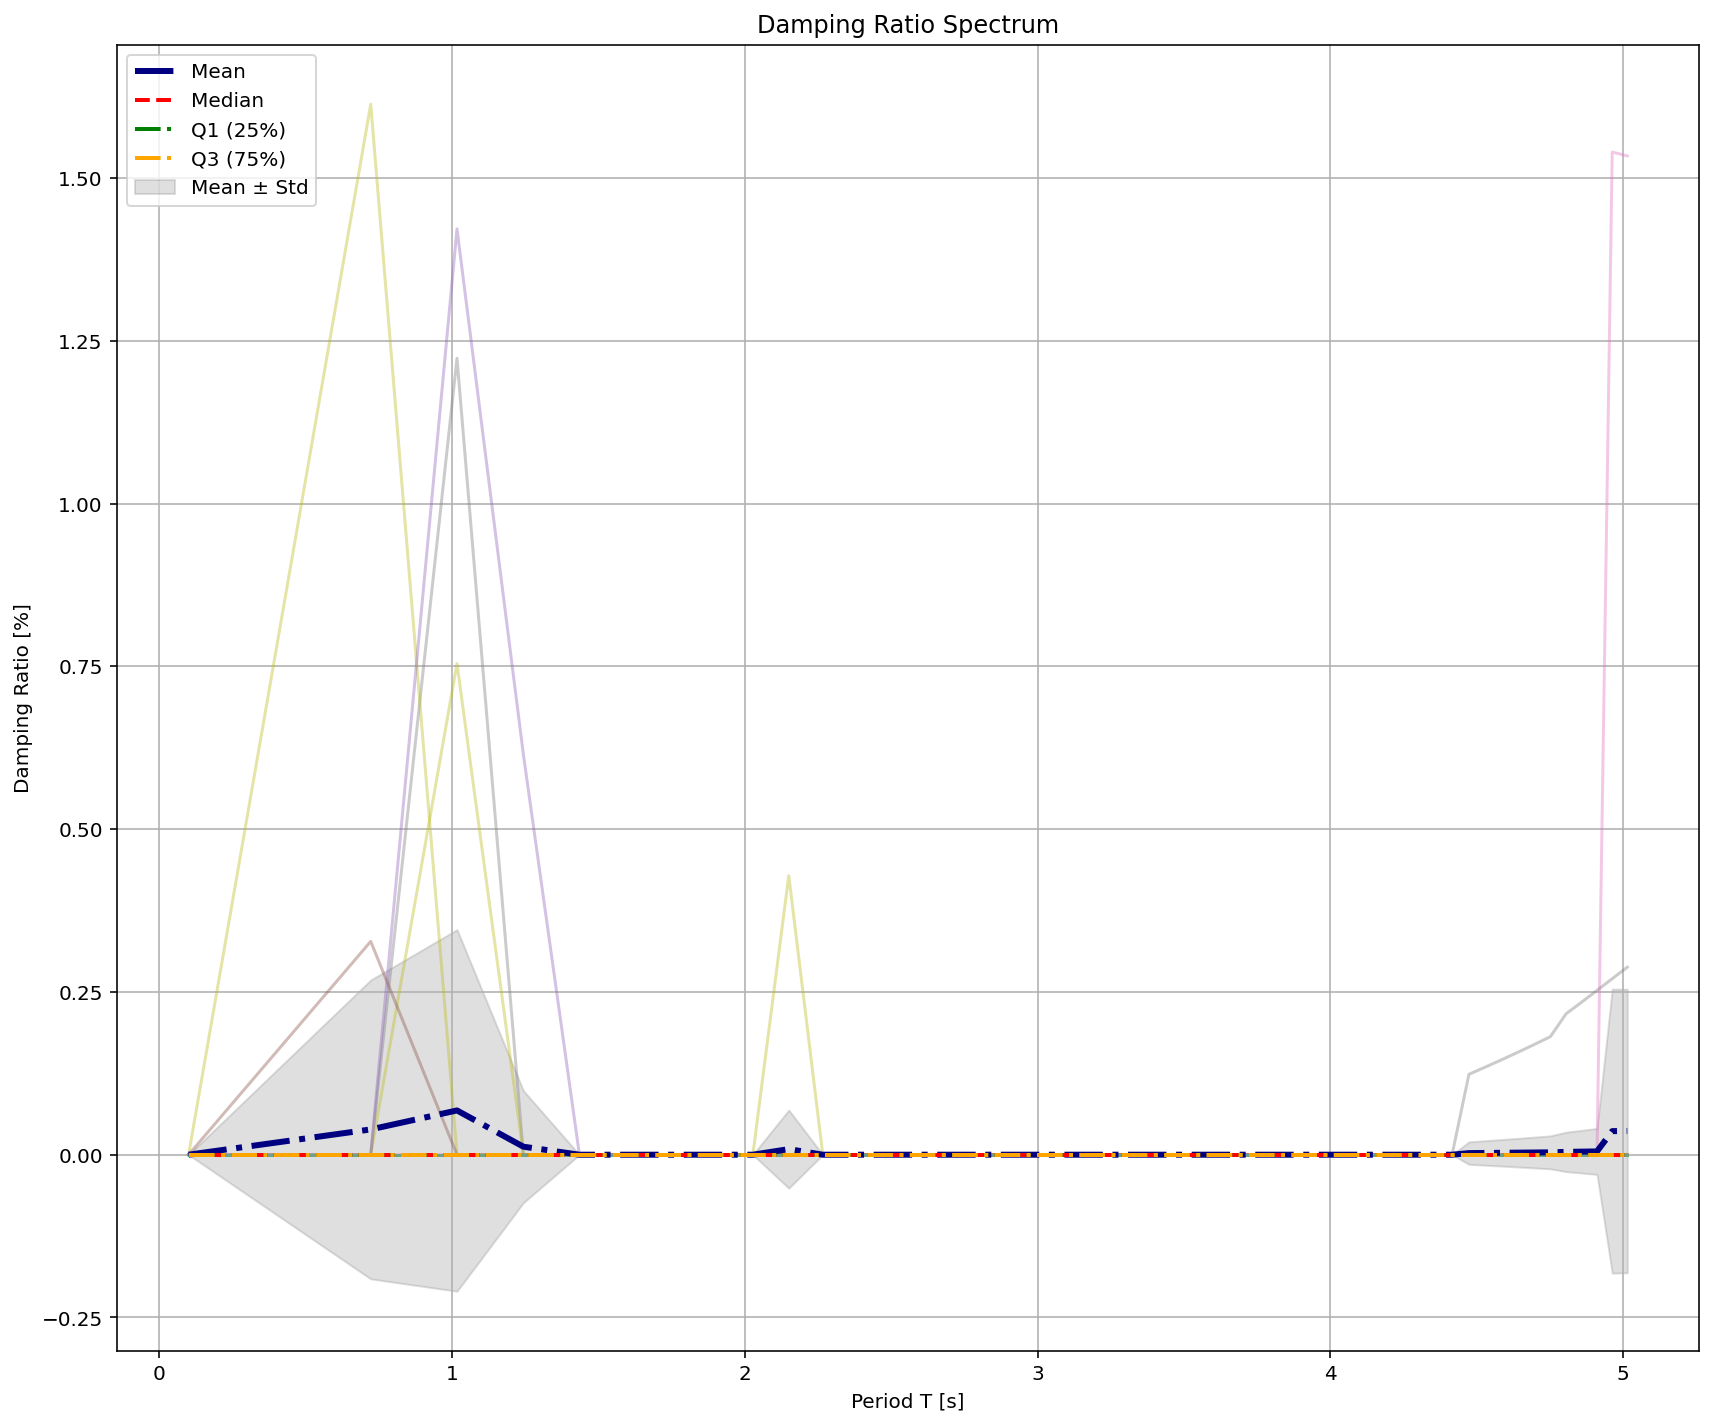 Damping Ratio Spectrum
Mean
Median
Q1 (25%)
Q3 (75%)
Mean ± Std
1.50
1.25
1.00
0.75
0.50
0.25
0.00
−0.25
Damping Ratio [%]
0 1 2 3 4 5
Period T [s]